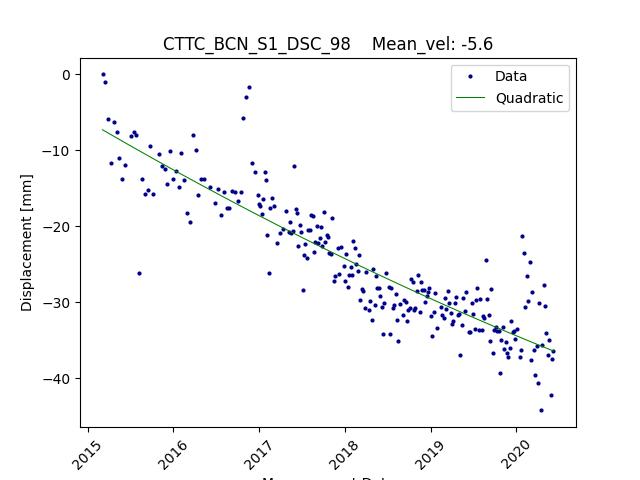 CTTC_BCN_S1_DSC_98    Mean_vel: -5.6
Data
Quadratic
Displacement [mm]
0
−10
−20
−30
−40
2015
2016
2017
2018
2019
2020